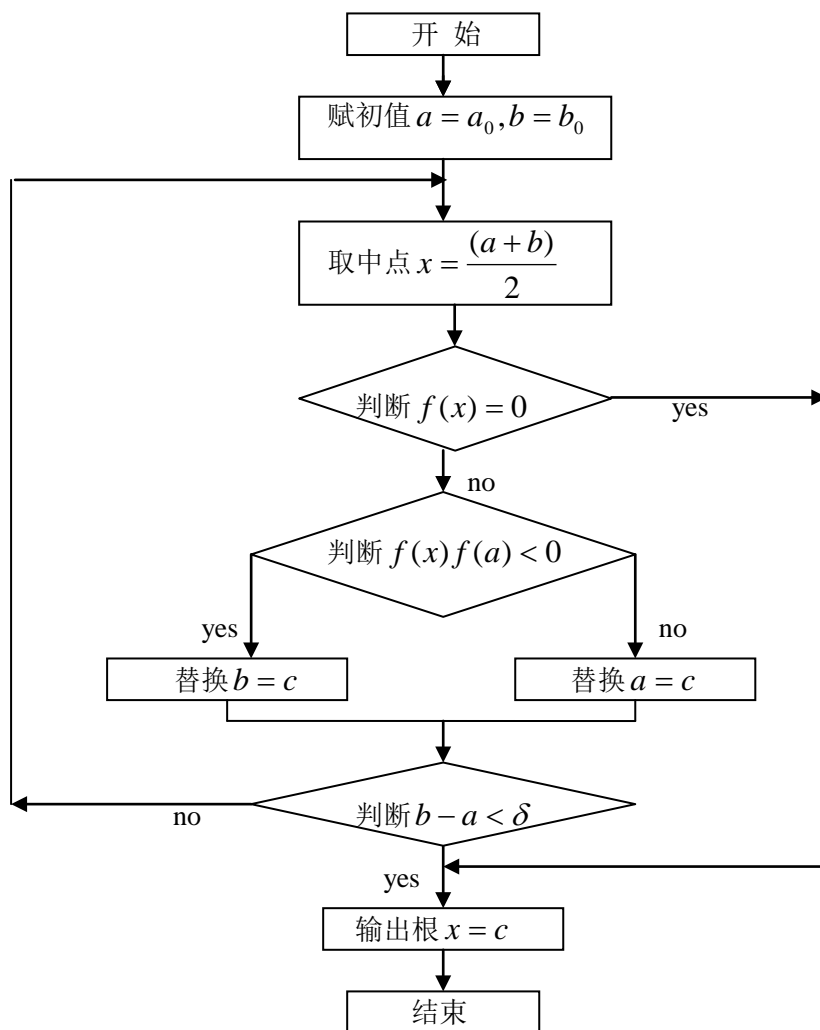 开 始
赋初值 a = a₀, b = b₀
取中点 x = (a + b) / 2
判断 f(x) = 0
yes
no
判断 f(x) f(a) < 0
yes
no
替换 b = c
替换 a = c
判断 b − a < δ
no
yes
输出根 x = c
结束